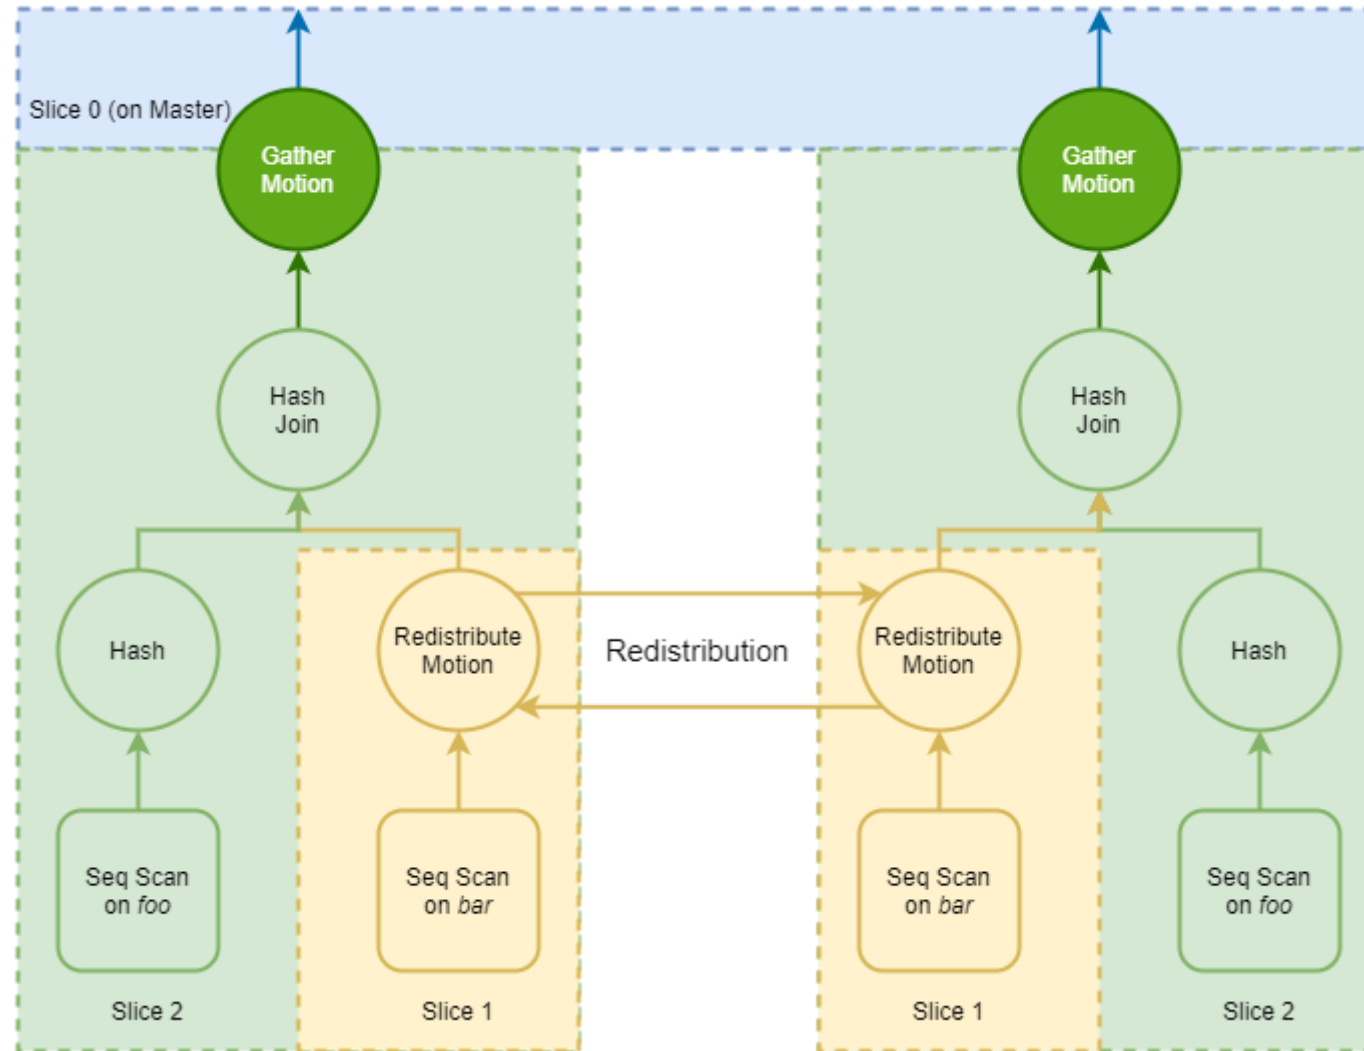 Slice 0 (on Master)
Gather
Motion
Gather
Motion
Hash
Join
Hash
Join
Hash
Redistribute
Motion
Redistribution
Redistribute
Motion
Hash
Seq Scan
on foo
Seq Scan
on bar
Seq Scan
on bar
Seq Scan
on foo
Slice 2
Slice 1
Slice 1
Slice 2